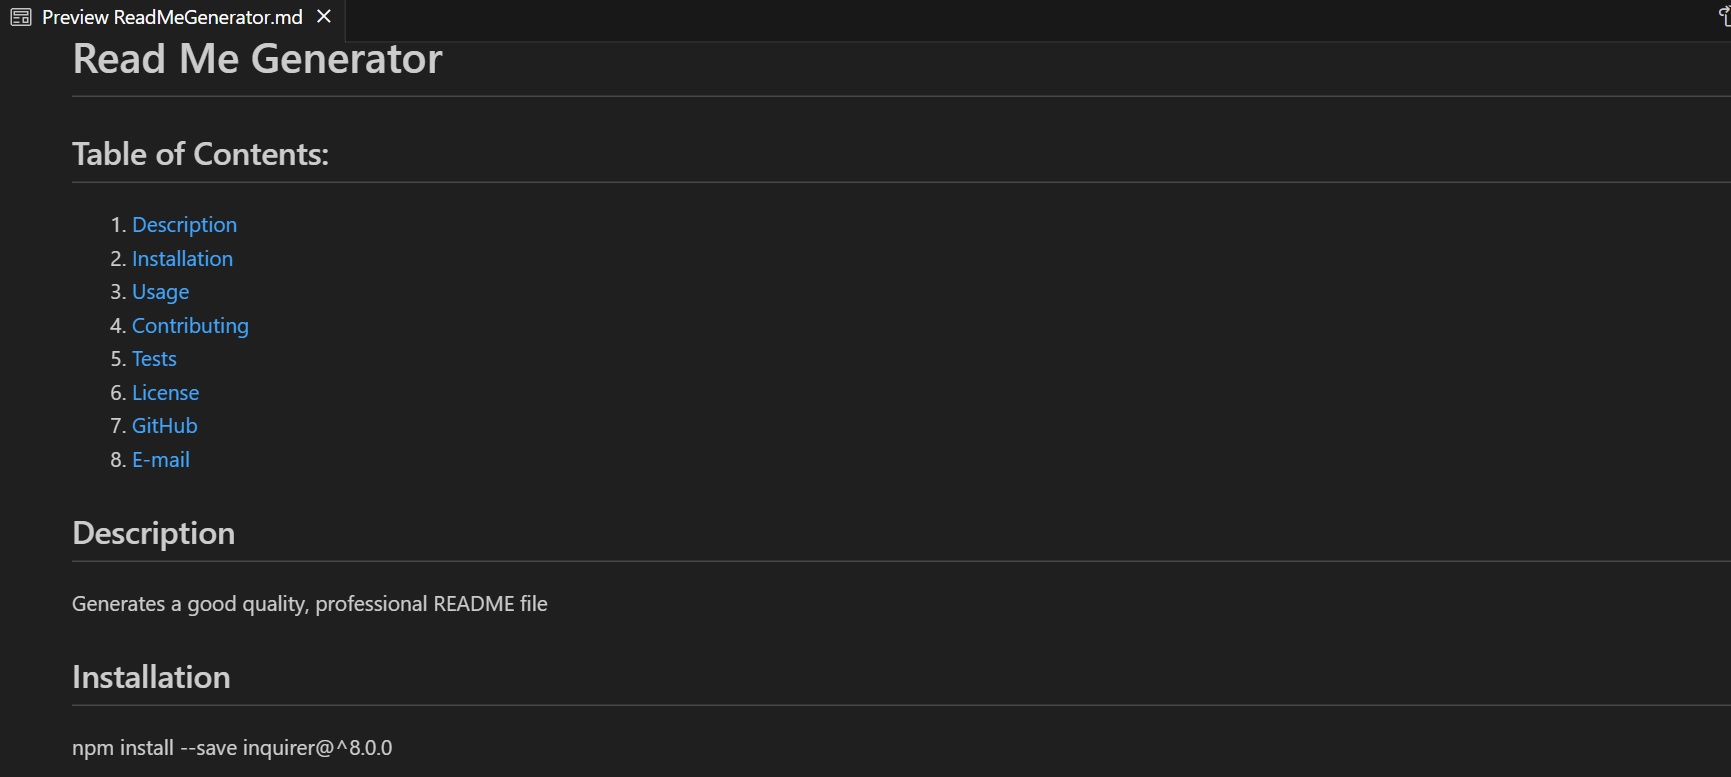 Preview ReadMeGenerator.md
Read Me Generator
Table of Contents:
1. Description
2. Installation
3. Usage
4. Contributing
5. Tests
6. License
7. GitHub
8. E-mail
Description
Generates a good quality, professional README file
Installation
npm install --save inquirer@^8.0.0